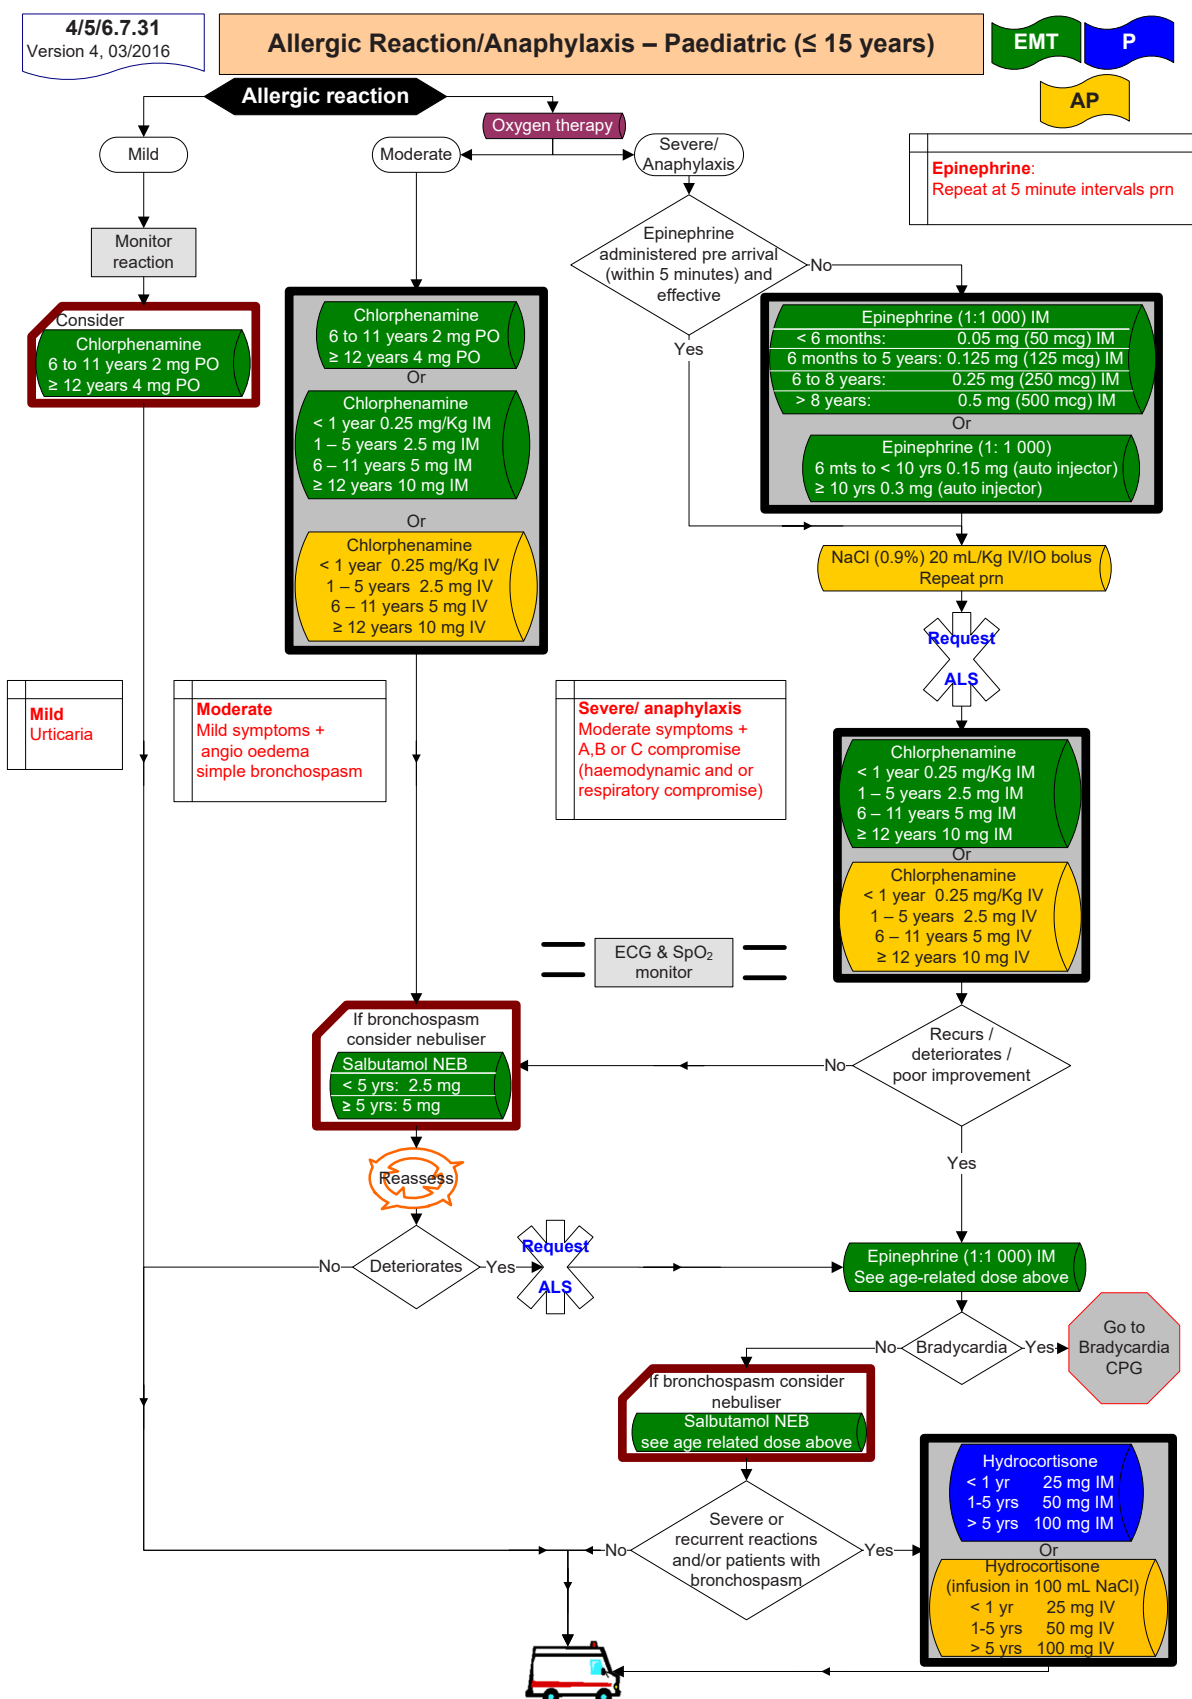 4/5/6.7.31
Version 4, 03/2016
Allergic Reaction/Anaphylaxis – Paediatric (≤ 15 years)
EMT
P
AP
Allergic reaction
Oxygen therapy
Mild
Moderate
Severe/
Anaphylaxis
Epinephrine:
Repeat at 5 minute intervals prn
Monitor
reaction
Epinephrine
administered pre arrival
(within 5 minutes) and
effective
No
Yes
Consider
Chlorphenamine
6 to 11 years 2 mg PO
≥ 12 years 4 mg PO
Chlorphenamine
6 to 11 years 2 mg PO
≥ 12 years 4 mg PO
Or
Chlorphenamine
< 1 year 0.25 mg/Kg IM
1 – 5 years 2.5 mg IM
6 – 11 years 5 mg IM
≥ 12 years 10 mg IM
Or
Chlorphenamine
< 1 year 0.25 mg/Kg IV
1 – 5 years 2.5 mg IV
6 – 11 years 5 mg IV
≥ 12 years 10 mg IV
Epinephrine (1:1 000) IM
< 6 months: 0.05 mg (50 mcg) IM
6 months to 5 years: 0.125 mg (125 mcg) IM
6 to 8 years: 0.25 mg (250 mcg) IM
> 8 years: 0.5 mg (500 mcg) IM
Or
Epinephrine (1: 1 000)
6 mts to < 10 yrs 0.15 mg (auto injector)
≥ 10 yrs 0.3 mg (auto injector)
NaCl (0.9%) 20 mL/Kg IV/IO bolus
Repeat prn
Request
ALS
Mild
Urticaria
Moderate
Mild symptoms +
angio oedema
simple bronchospasm
Severe/ anaphylaxis
Moderate symptoms +
A,B or C compromise
(haemodynamic and or
respiratory compromise)
Chlorphenamine
< 1 year 0.25 mg/Kg IM
1 – 5 years 2.5 mg IM
6 – 11 years 5 mg IM
≥ 12 years 10 mg IM
Or
Chlorphenamine
< 1 year 0.25 mg/Kg IV
1 – 5 years 2.5 mg IV
6 – 11 years 5 mg IV
≥ 12 years 10 mg IV
ECG & SpO₂
monitor
If bronchospasm
consider nebuliser
Salbutamol NEB
< 5 yrs: 2.5 mg
≥ 5 yrs: 5 mg
No
Recurs /
deteriorates /
poor improvement
Yes
Reassess
No
Deteriorates
Yes
Request
ALS
Epinephrine (1:1 000) IM
See age-related dose above
No
Bradycardia
Yes
Go to
Bradycardia
CPG
If bronchospasm consider
nebuliser
Salbutamol NEB
see age related dose above
No
Severe or
recurrent reactions
and/or patients with
bronchospasm
Yes
Hydrocortisone
< 1 yr 25 mg IM
1-5 yrs 50 mg IM
> 5 yrs 100 mg IM
Or
Hydrocortisone
(infusion in 100 mL NaCl)
< 1 yr 25 mg IV
1-5 yrs 50 mg IV
> 5 yrs 100 mg IV